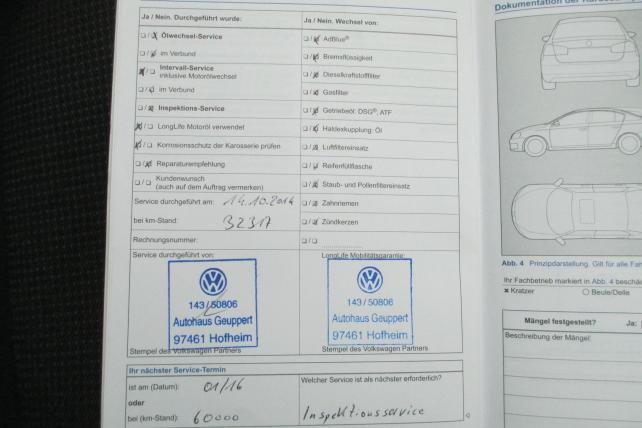 Dokumentation der Karosser
Ja / Nein. Durchgeführt wurde:
Ölwechsel-Service
im Verbund
Intervall-Service
inklusive Motorölwechsel
im Verbund
Inspektions-Service
LongLife Motoröl verwendet
Korrosionsschutz der Karosserie prüfen
Reparaturempfehlung
Kundenwunsch
(auch auf dem Auftrag vermerken)
Service durchgeführt am: 14.10.2014
bei km-Stand: 32317
Rechnungsnummer:
Service durchgeführt von:
143/50806
Autohaus Geuppert
97461 Hofheim
Stempel des Volkswagen Partners
Ja / Nein. Wechsel von:
AdBlue®
Bremsflüssigkeit
Dieselkraftstofffilter
Gasfilter
Getriebeöl: DSG®, ATF
Haldexkupplung: Öl
Luftfiltereinsatz
Reifenfüllflasche
Staub- und Pollenfiltereinsatz
Zahnriemen
Zündkerzen
LongLife Mobilitätsgarantie:
143/50806
Autohaus Geuppert
97461 Hofheim
Stempel des Volkswagen Partners
Ihr nächster Service-Termin
ist am (Datum): 01/16
oder
bei (km-Stand): 60000
Welcher Service ist als nächster erforderlich?
Inspektionsservice
Abb. 4 Prinzipdarstellung. Gilt für alle Fah
Ihr Fachbetrieb markiert in Abb. 4 beschä
Kratzer
Beule/Delle
Mängel festgestellt? Ja:
Beschreibung der Mängel: